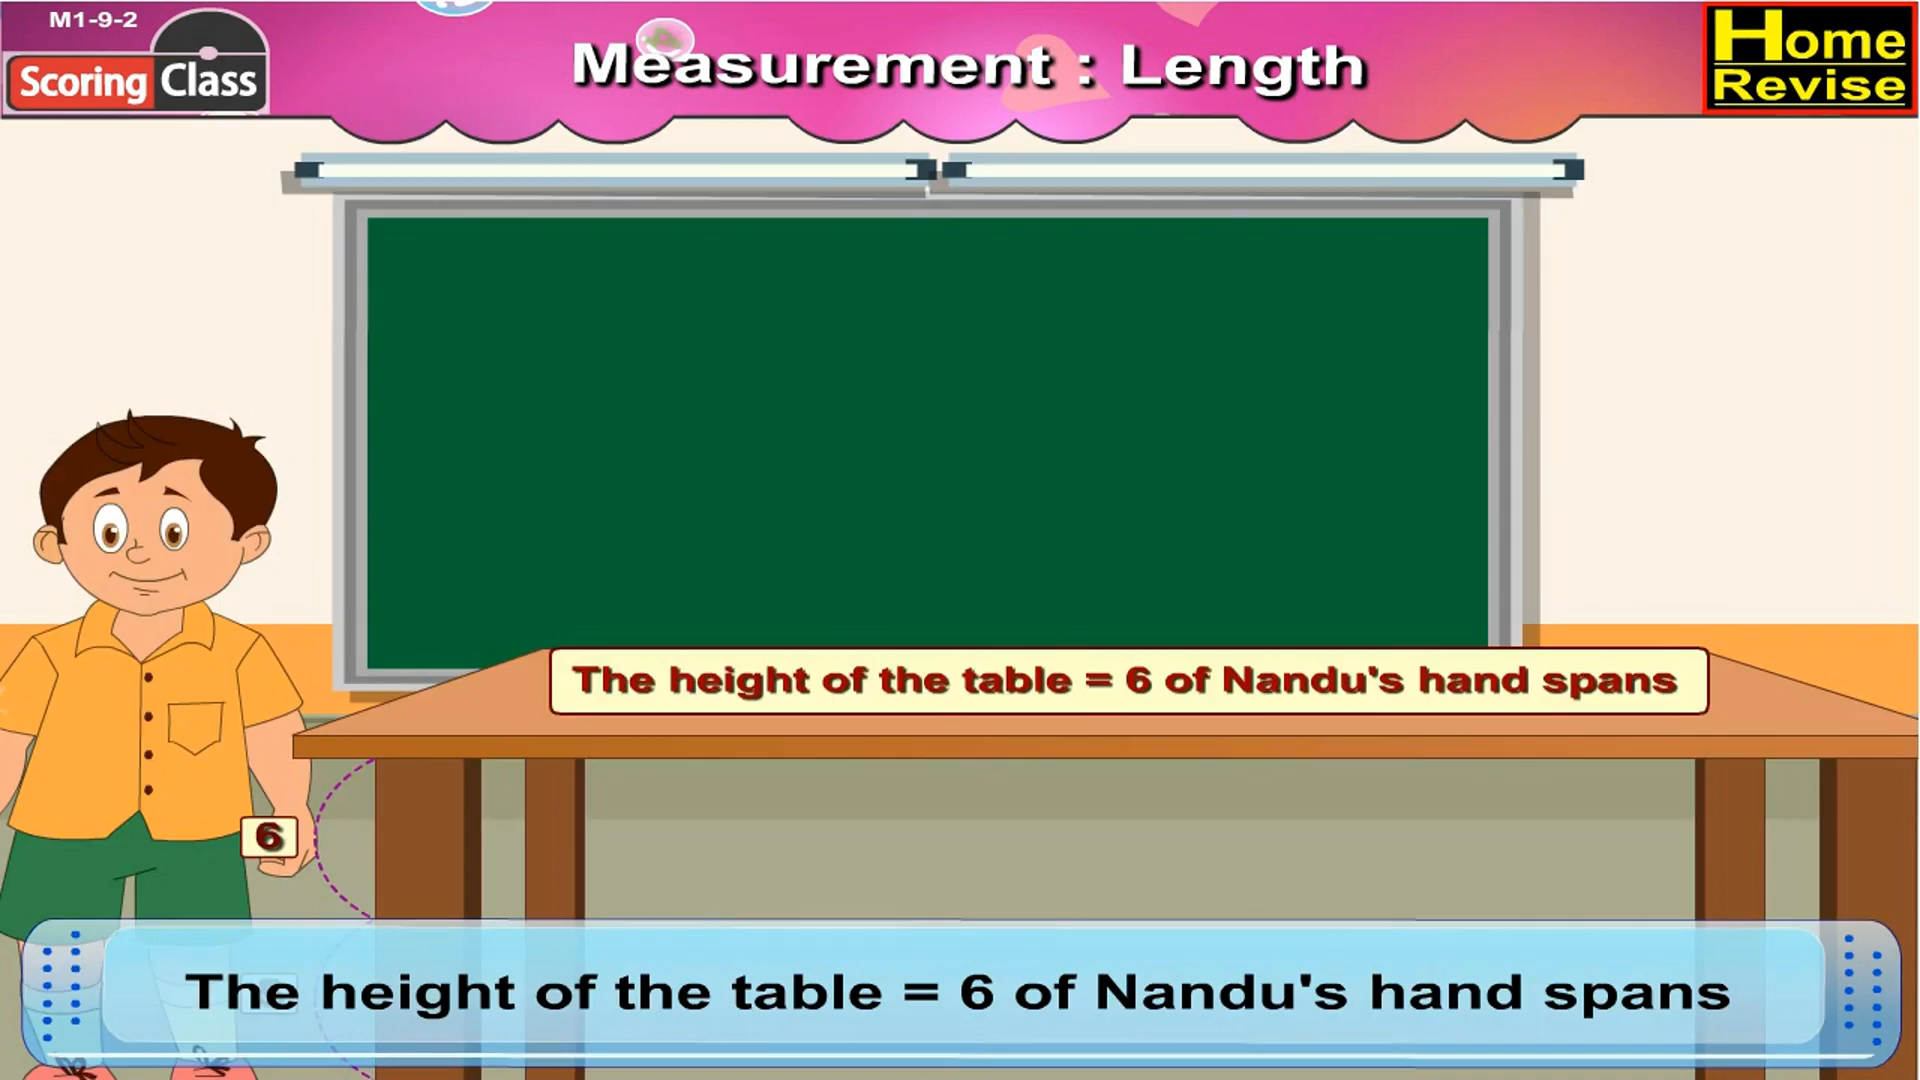 M1-9-2
Scoring Class
Measurement : Length
Home
Revise
The height of the table = 6 of Nandu's hand spans
6
The height of the table = 6 of Nandu's hand spans